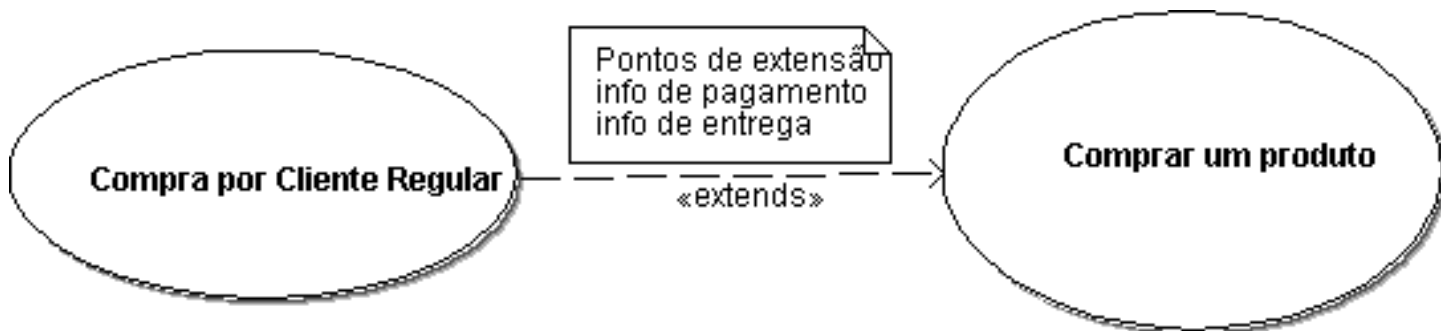 Pontos de extensão
info de pagamento
info de entrega
Compra por Cliente Regular
«extends»
Comprar um produto